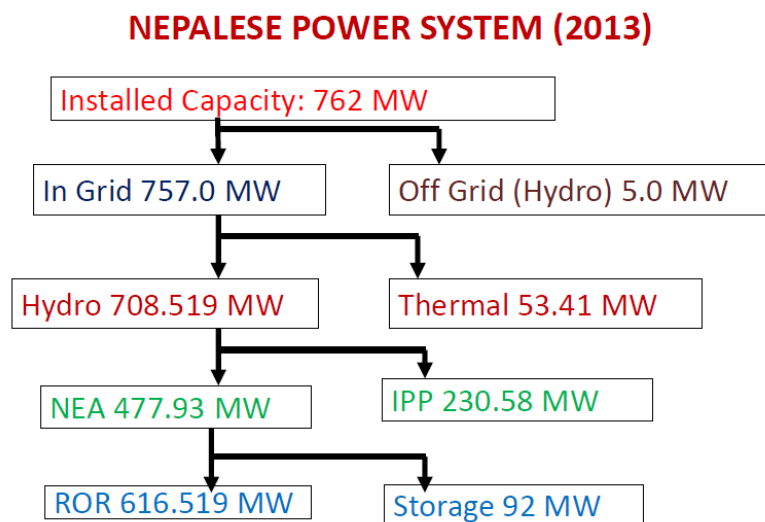 NEPALESE POWER SYSTEM (2013)
Installed Capacity: 762 MW
In Grid 757.0 MW
Off Grid (Hydro) 5.0 MW
Hydro 708.519 MW
Thermal 53.41 MW
NEA 477.93 MW
IPP 230.58 MW
ROR 616.519 MW
Storage 92 MW